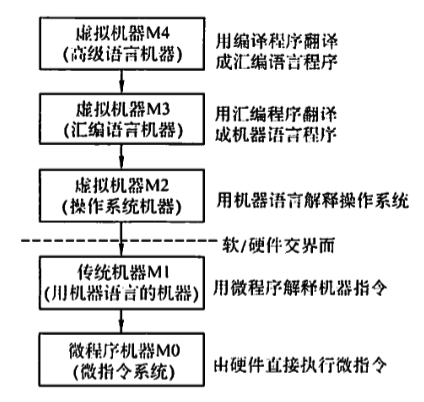 虚拟机器M4
(高级语言机器)
用编译程序翻译
成汇编语言程序
虚拟机器M3
(汇编语言机器)
用汇编程序翻译
成机器语言程序
虚拟机器M2
(操作系统机器)
用机器语言解释操作系统
软/硬件交界面
传统机器M1
(用机器语言的机器)
用微程序解释机器指令
微程序机器M0
(微指令系统)
由硬件直接执行微指令